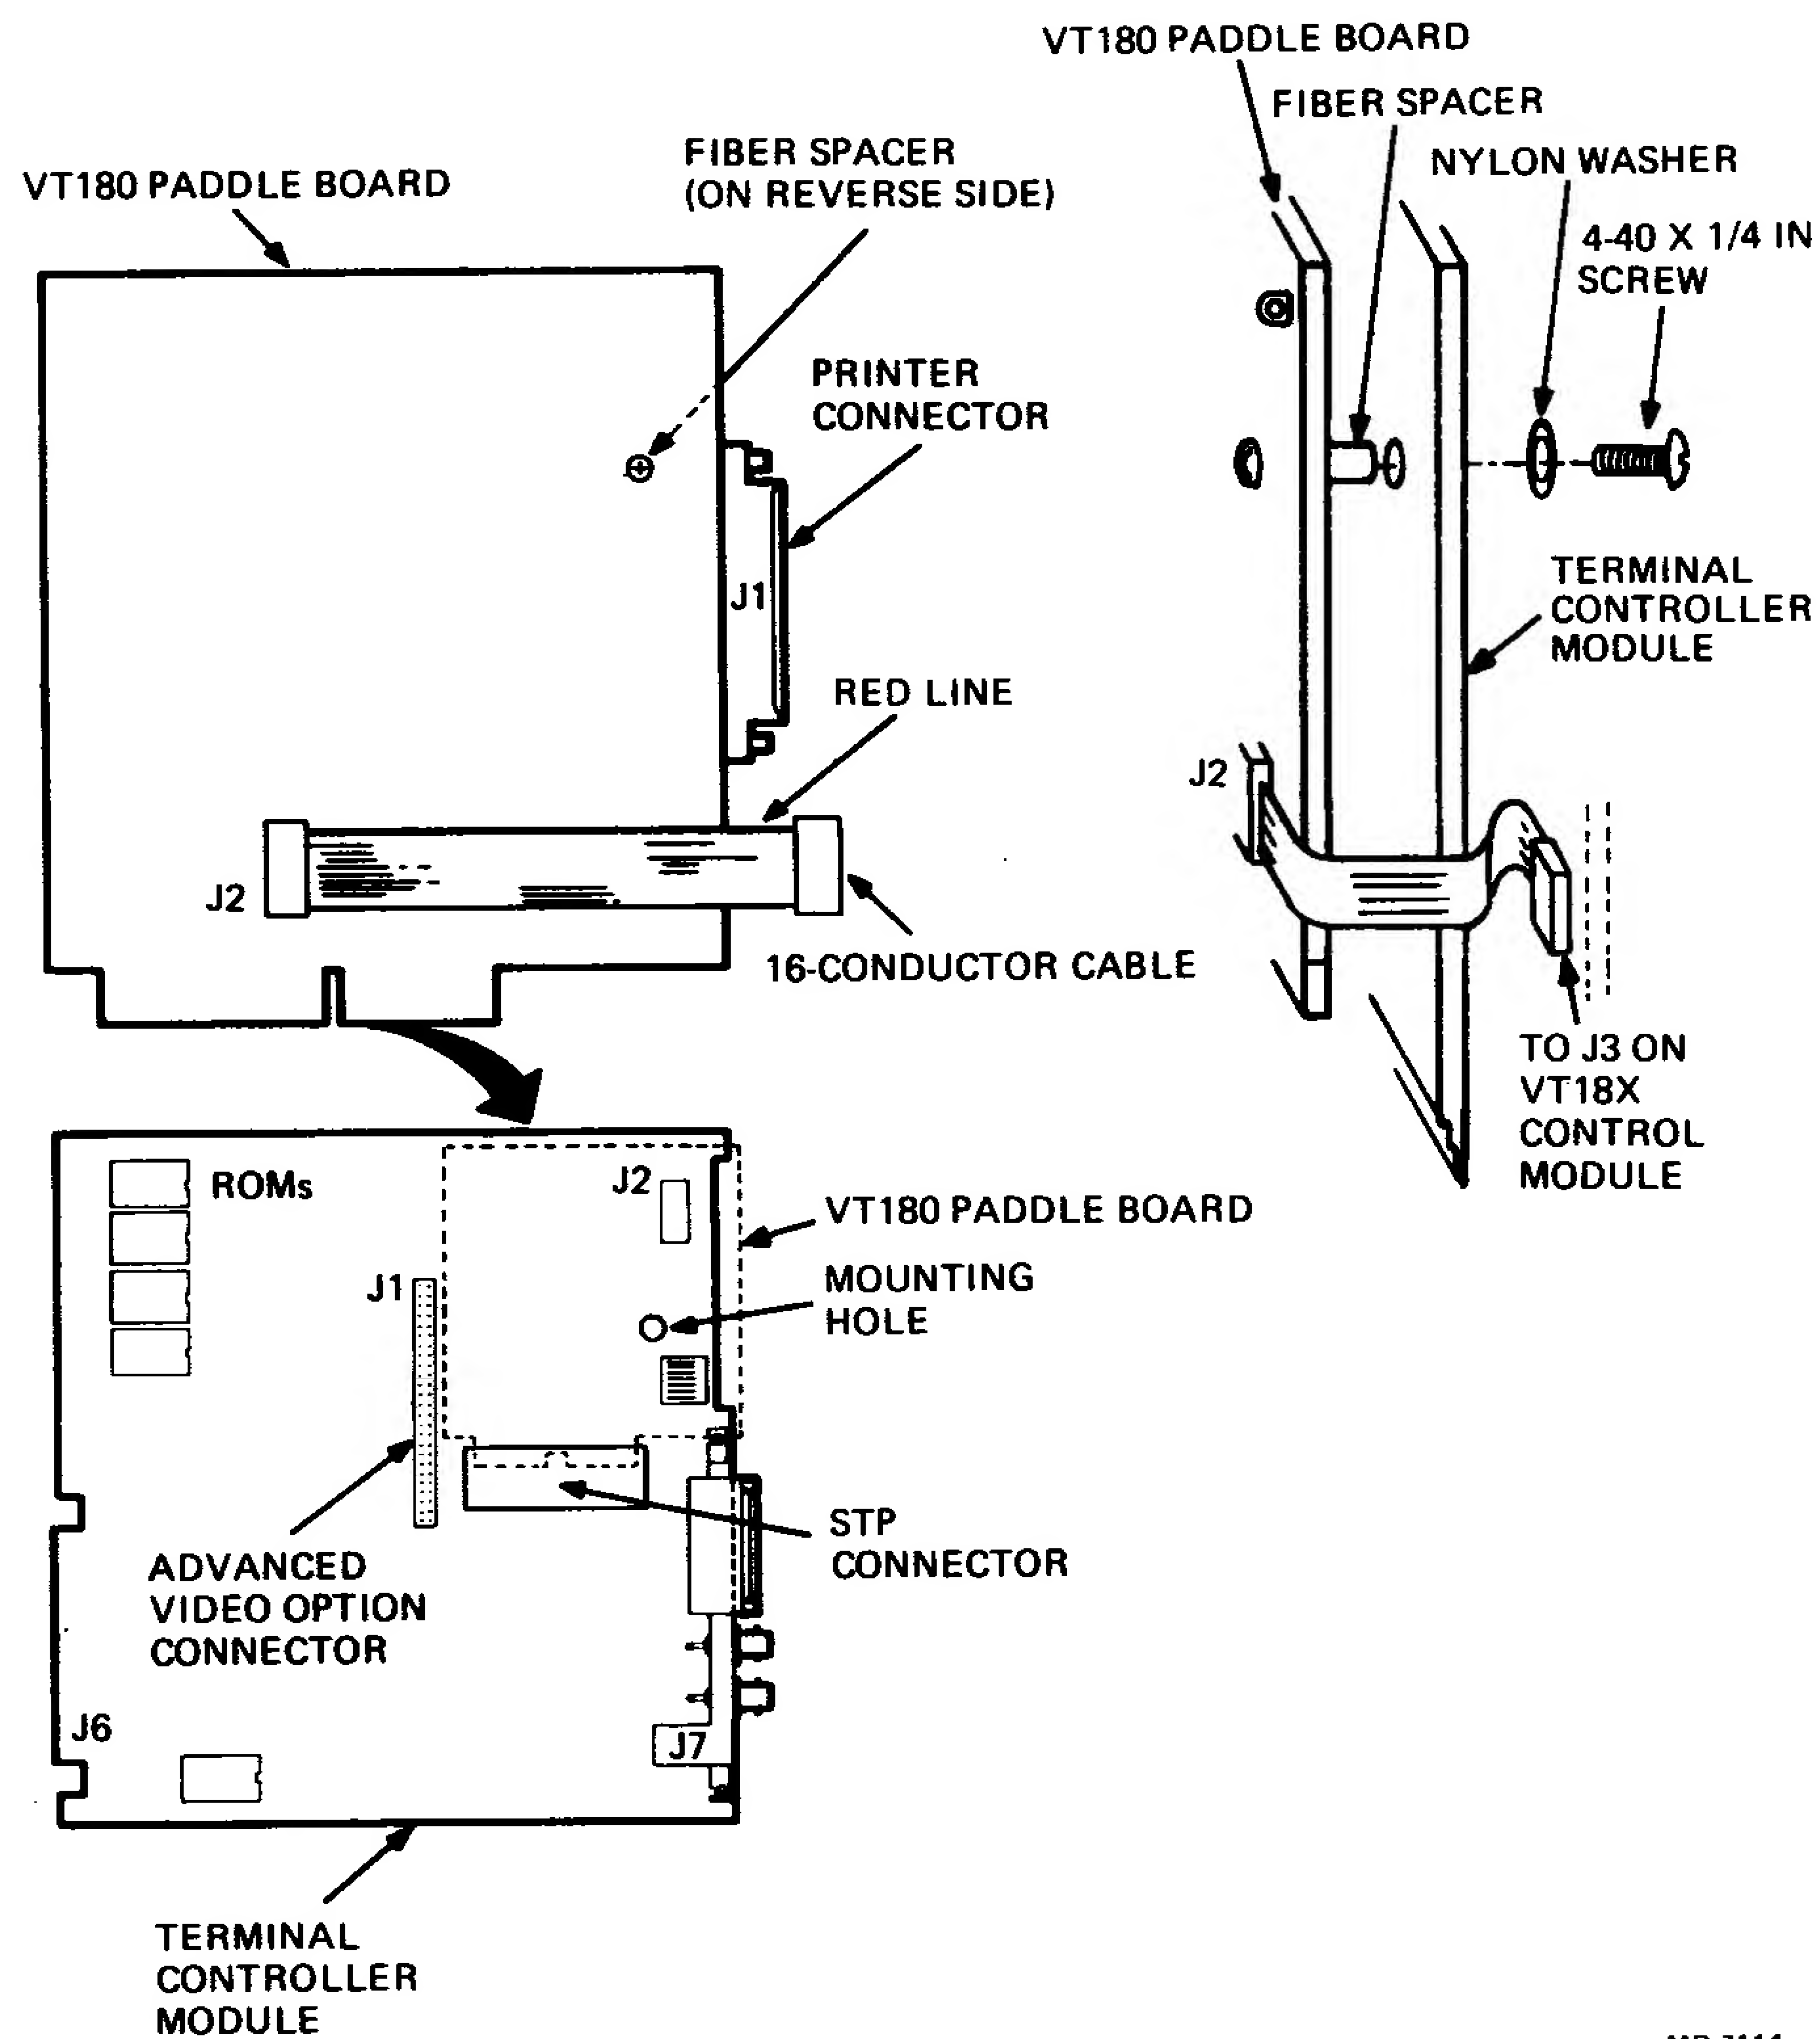 VT180 PADDLE BOARD
FIBER SPACER
(ON REVERSE SIDE)
PRINTER
CONNECTOR
J1
RED LINE
J2
16-CONDUCTOR CABLE
VT180 PADDLE BOARD
FIBER SPACER
NYLON WASHER
4-40 X 1/4 IN
SCREW
TERMINAL
CONTROLLER
MODULE
J2
TO J3 ON
VT18X
CONTROL
MODULE
ROMs
J2
VT180 PADDLE BOARD
J1
MOUNTING
HOLE
STP
CONNECTOR
ADVANCED
VIDEO OPTION
CONNECTOR
J6
J7
TERMINAL
CONTROLLER
MODULE